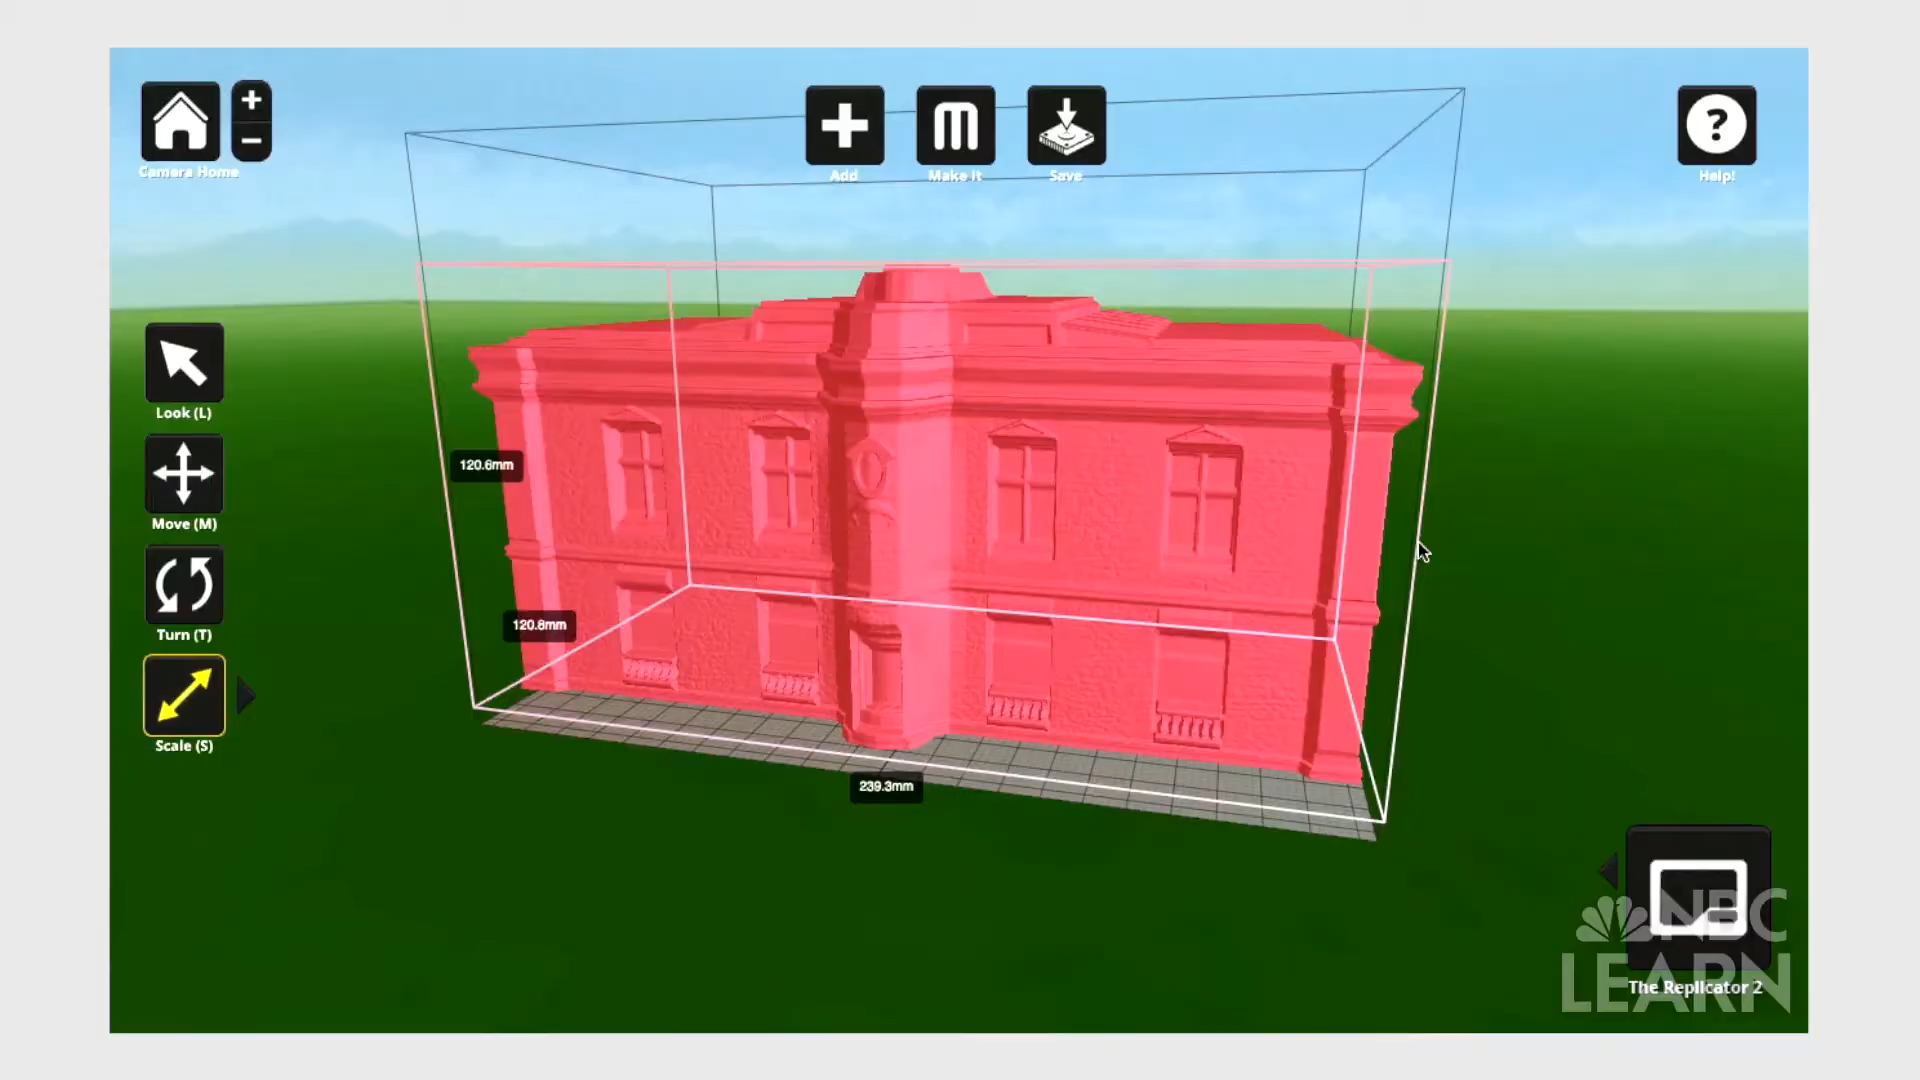 Camera Home
+
−
Add
Make It
Save
?
Help!
Look (L)
Move (M)
Turn (T)
Scale (S)
120.6mm
120.8mm
239.3mm
NBC
LEARN
The Replicator 2